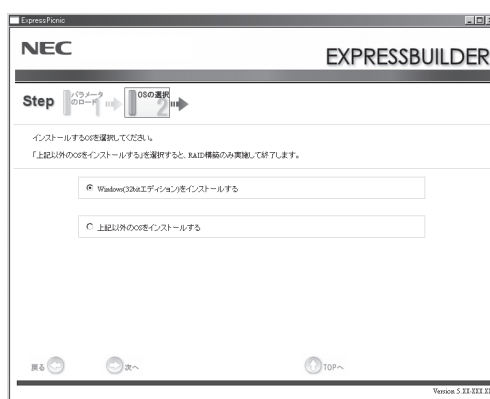 ExpressPicnic
NEC
EXPRESSBUILDER
Step パラメータのロード 1 OSの選択 2
インストールするOSを選択してください。
「上記以外のOSをインストールする」を選択すると、RAID構築のみ実施して終了します。
Windows(32bitエディション)をインストールする
上記以外のOSをインストールする
戻る 次へ TOPへ
Version 5.XX-XXX.XX